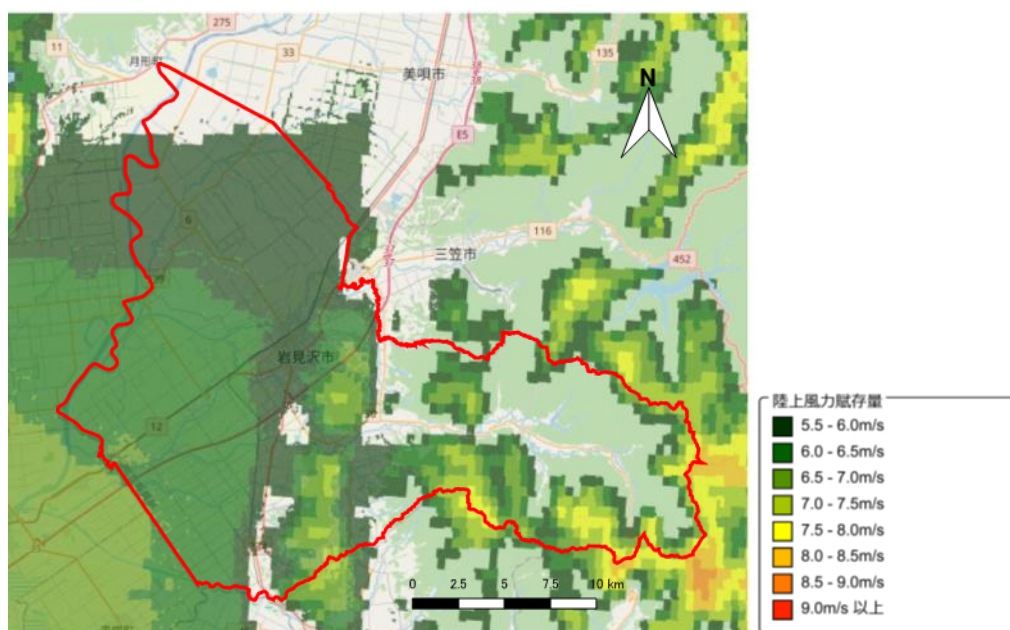 275
11
33
月形町
美唄市
135
N
E5
6
116
三笠市
452
岩見沢市
12
0 2.5 5 7.5 10 km
陸上風力賦存量
5.5 - 6.0m/s
6.0 - 6.5m/s
6.5 - 7.0m/s
7.0 - 7.5m/s
7.5 - 8.0m/s
8.0 - 8.5m/s
8.5 - 9.0m/s
9.0m/s 以上